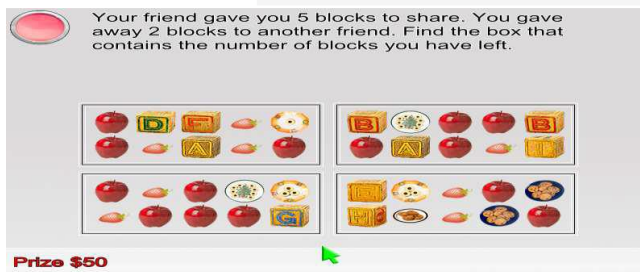 Your friend gave you 5 blocks to share. You gave
away 2 blocks to another friend. Find the box that
contains the number of blocks you have left.
D
A
B
B
A
G
Prize $50